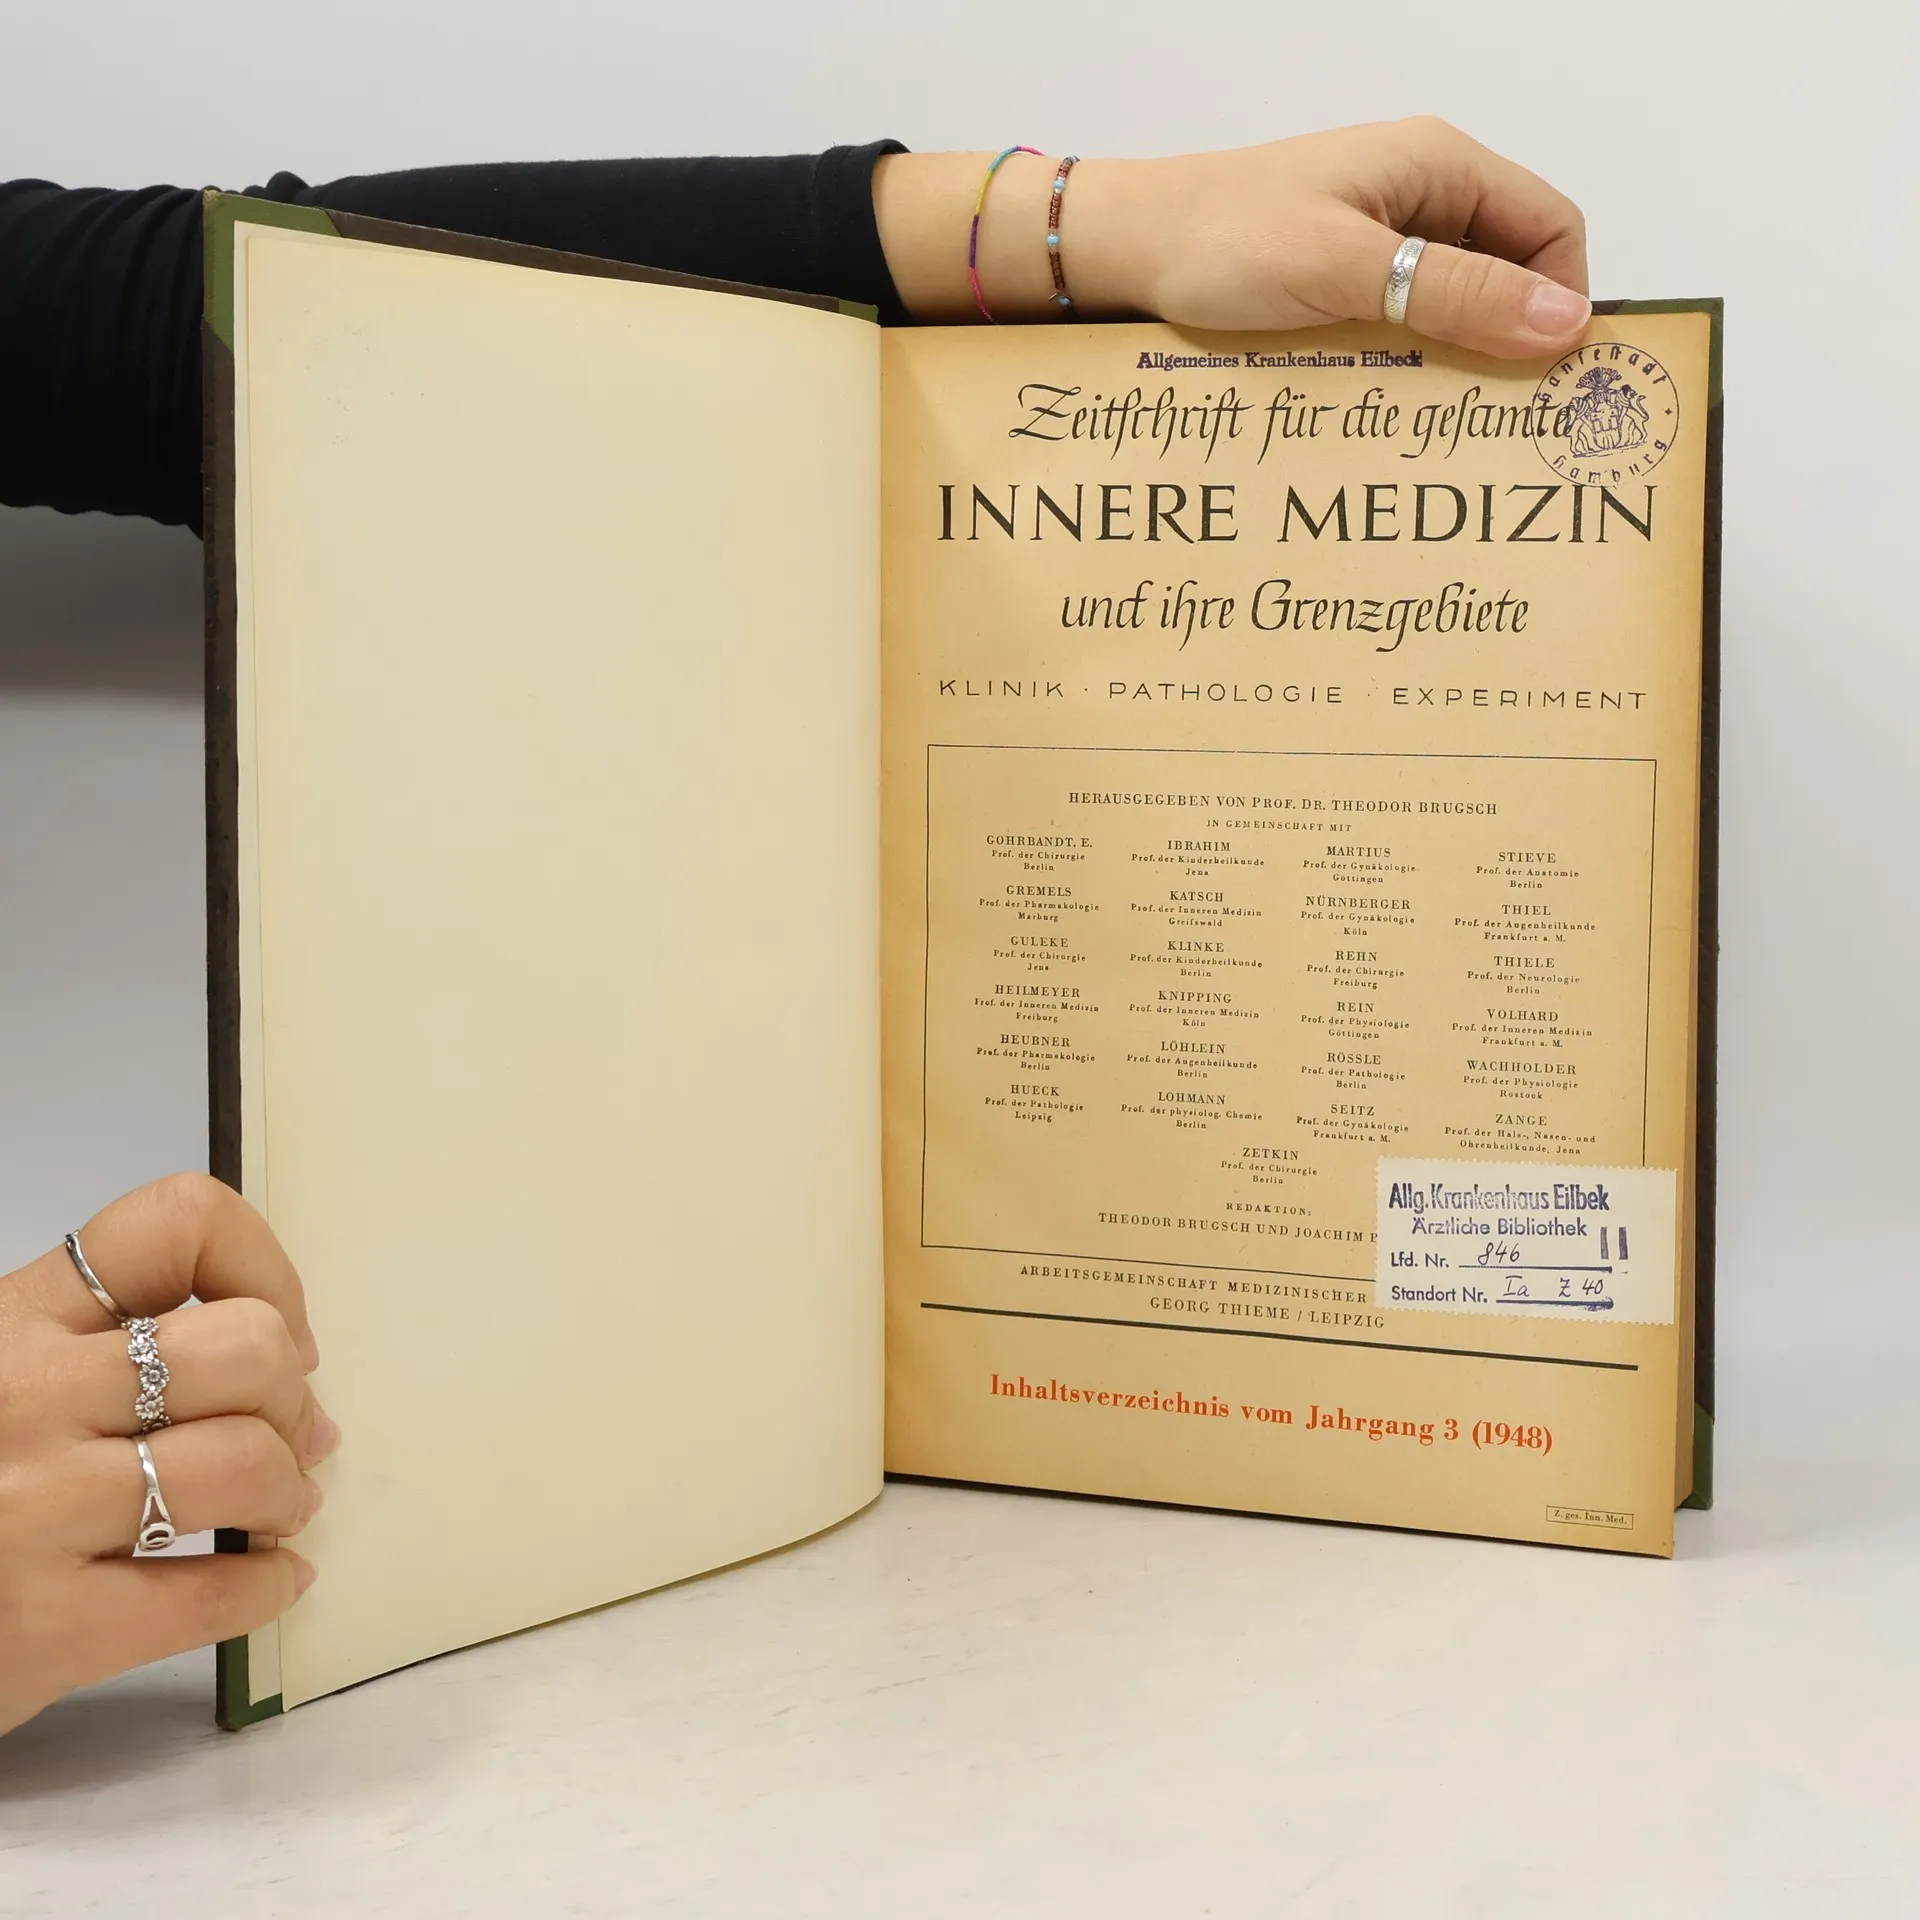 Allgemeines Krankenhaus Eilbeck
Hansestadt Hamburg
Zeitschrift für die gesamte
INNERE MEDIZIN
und ihre Grenzgebiete
KLINIK · PATHOLOGIE · EXPERIMENT
HERAUSGEGEBEN VON PROF. DR. THEODOR BRUGSCH
IN GEMEINSCHAFT MIT
GOHRBANDT, E.
Prof. der Chirurgie
Berlin
GREMELS
Prof. der Pharmakologie
Marburg
GULEKE
Prof. der Chirurgie
Jena
HEILMEYER
Prof. der Inneren Medizin
Freiburg
HEUBNER
Prof. der Pharmakologie
Berlin
HUECK
Prof. der Pathologie
Leipzig
IBRAHIM
Prof. der Kinderheilkunde
Jena
KATSCH
Prof. der Inneren Medizin
Greifswald
KLINKE
Prof. der Kinderheilkunde
Berlin
KNIPPING
Prof. der Inneren Medizin
Köln
LÖHLEIN
Prof. der Augenheilkunde
Berlin
LOHMANN
Prof. der physiolog. Chemie
Berlin
MARTIUS
Prof. der Gynäkologie
Göttingen
NÜRNBERGER
Prof. der Gynäkologie
Köln
REHN
Prof. der Chirurgie
Freiburg
REIN
Prof. der Physiologie
Göttingen
RÖSSLE
Prof. der Pathologie
Berlin
SEITZ
Prof. der Gynäkologie
Frankfurt a. M.
STIEVE
Prof. der Anatomie
Berlin
THIEL
Prof. der Augenheilkunde
Frankfurt a. M.
THIELE
Prof. der Neurologie
Berlin
VOLHARD
Prof. der Inneren Medizin
Frankfurt a. M.
WACHHOLDER
Prof. der Physiologie
Rostock
ZANGE
Prof. der Hals-, Nasen- und
Ohrenheilkunde, Jena
ZETKIN
Prof. der Chirurgie
Berlin
REDAKTION:
THEODOR BRUGSCH UND JOACHIM P
ARBEITSGEMEINSCHAFT MEDIZINISCHER
GEORG THIEME / LEIPZIG
Allg. Krankenhaus Eilbek
Ärztliche Bibliothek II
Lfd. Nr. 846
Standort Nr. Ia Z 40
Inhaltsverzeichnis vom Jahrgang 3 (1948)
Z. ges. Inn. Med.